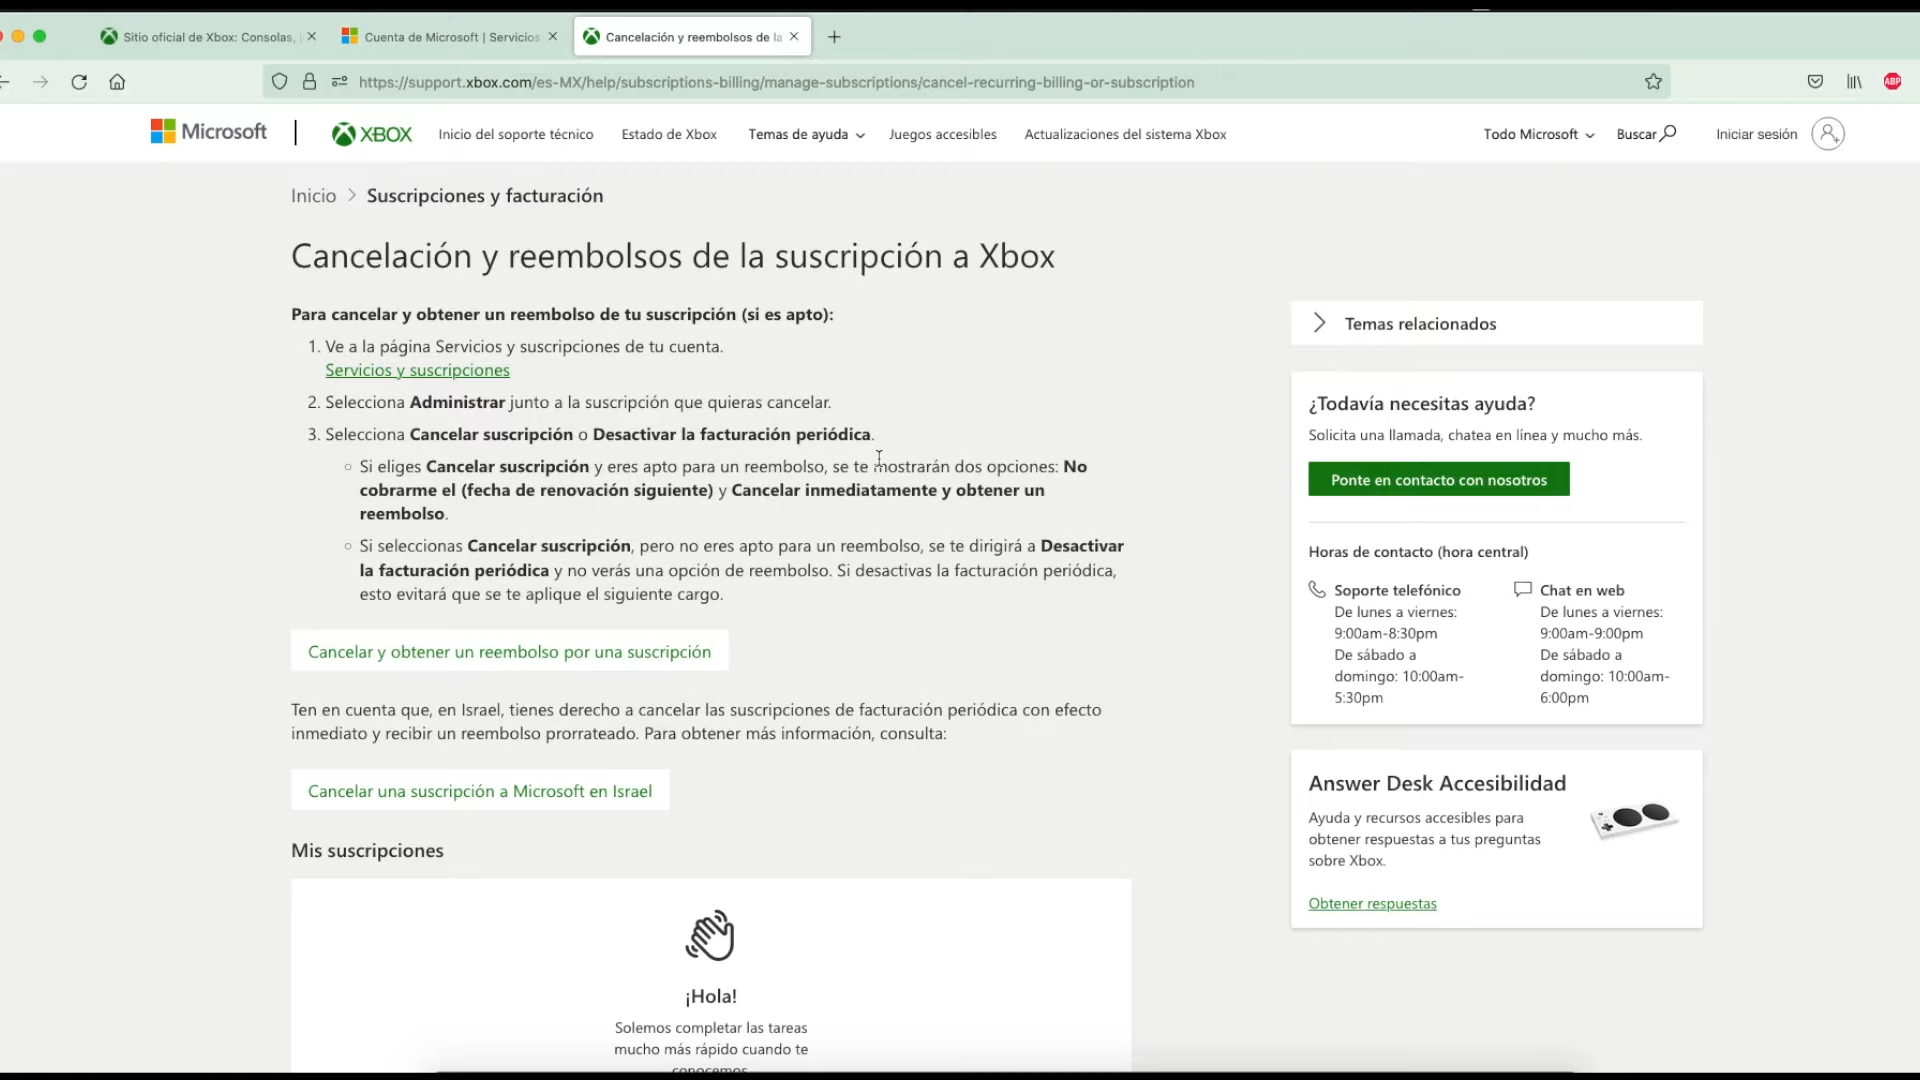 Sitio oficial de Xbox: Consolas,
Cuenta de Microsoft | Servicios
Cancelación y reembolsos de la
https://support.xbox.com/es-MX/help/subscriptions-billing/manage-subscriptions/cancel-recurring-billing-or-subscription
ABP
Microsoft
XBOX
Inicio del soporte técnico
Estado de Xbox
Temas de ayuda
Juegos accesibles
Actualizaciones del sistema Xbox
Todo Microsoft
Buscar
Iniciar sesión
Inicio > Suscripciones y facturación
Cancelación y reembolsos de la suscripción a Xbox
Para cancelar y obtener un reembolso de tu suscripción (si es apto):
1. Ve a la página Servicios y suscripciones de tu cuenta.
Servicios y suscripciones
2. Selecciona Administrar junto a la suscripción que quieras cancelar.
3. Selecciona Cancelar suscripción o Desactivar la facturación periódica.
Si eliges Cancelar suscripción y eres apto para un reembolso, se te mostrarán dos opciones: No
cobrarme el (fecha de renovación siguiente) y Cancelar inmediatamente y obtener un
reembolso.
Si seleccionas Cancelar suscripción, pero no eres apto para un reembolso, se te dirigirá a Desactivar
la facturación periódica y no verás una opción de reembolso. Si desactivas la facturación periódica,
esto evitará que se te aplique el siguiente cargo.
Cancelar y obtener un reembolso por una suscripción
Ten en cuenta que, en Israel, tienes derecho a cancelar las suscripciones de facturación periódica con efecto
inmediato y recibir un reembolso prorrateado. Para obtener más información, consulta:
Cancelar una suscripción a Microsoft en Israel
Mis suscripciones
¡Hola!
Solemos completar las tareas
mucho más rápido cuando te
conocemos
Temas relacionados
¿Todavía necesitas ayuda?
Solicita una llamada, chatea en línea y mucho más.
Ponte en contacto con nosotros
Horas de contacto (hora central)
Soporte telefónico
De lunes a viernes:
9:00am-8:30pm
De sábado a
domingo: 10:00am-
5:30pm
Chat en web
De lunes a viernes:
9:00am-9:00pm
De sábado a
domingo: 10:00am-
6:00pm
Answer Desk Accesibilidad
Ayuda y recursos accesibles para
obtener respuestas a tus preguntas
sobre Xbox.
Obtener respuestas